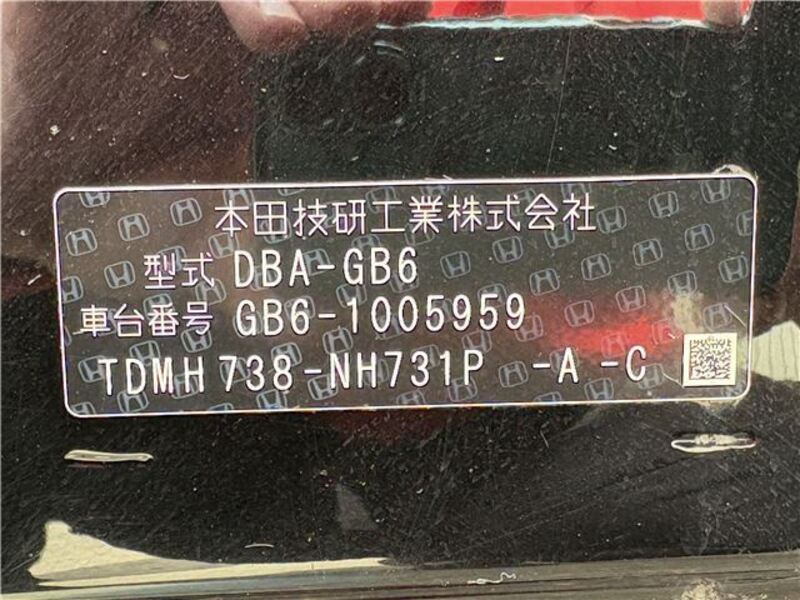 本田技研工業株式会社
型式 DBA-GB6
車台番号 GB6-1005959
TDMH738-NH731P -A -C